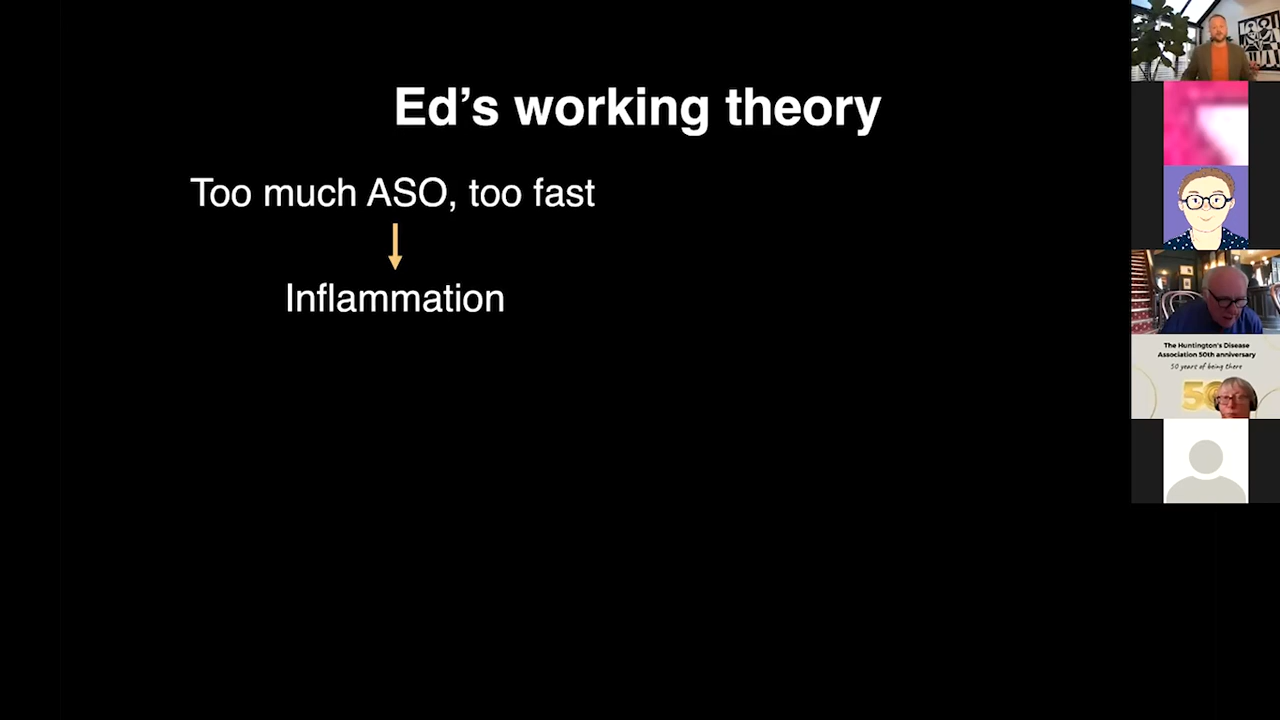 Ed's working theory
Too much ASO, too fast
Inflammation
The Huntington's Disease
Association 50th anniversary
50 years of being there
50